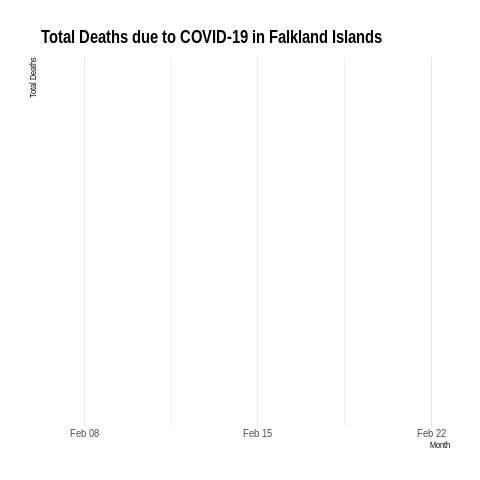 Total Deaths due to COVID-19 in Falkland Islands
Total Deaths
Feb 08
Feb 15
Feb 22
Month